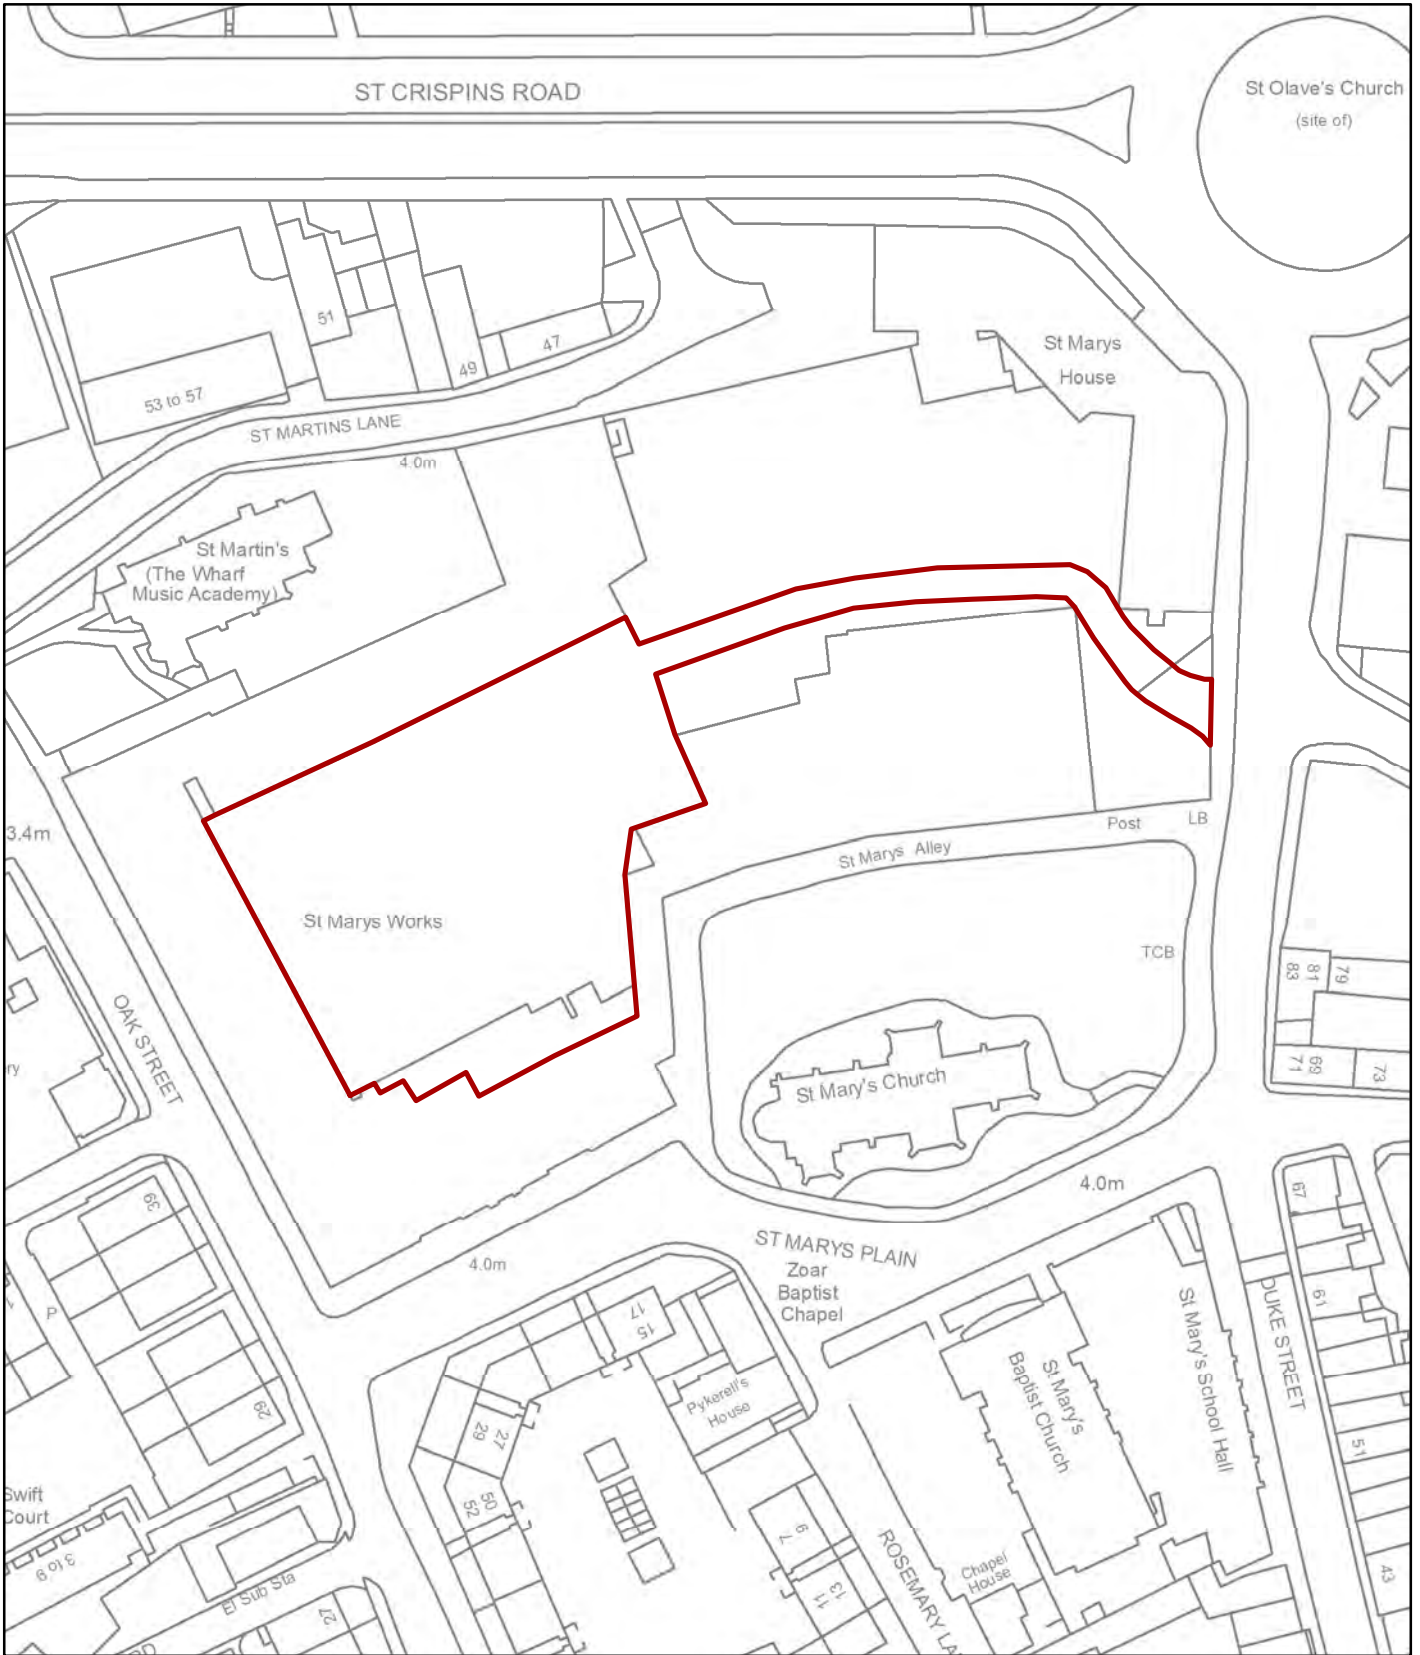 ST CRISPINS ROAD
St Olave's Church
(site of)
51
49
47
53 to 57
ST MARTINS LANE
4.0m
St Marys
House
St Martin's
(The Wharf
Music Academy)
3.4m
St Marys Works
Post
LB
St Marys Alley
TCB
83
81
79
71
69
73
OAK STREET
ry
St Mary's Church
4.0m
39
P
29
4.0m
ST MARYS PLAIN
Zoar
Baptist
Chapel
17
15
Pykerell's
House
27
29
50
52
St Mary's
Baptist Church
St Mary's School Hall
DUKE STREET
67
61
51
43
Swift
Court
3 to 9
El Sub Sta
27
RD
9
7
13
11
ROSEMARY LA
Chapel
House